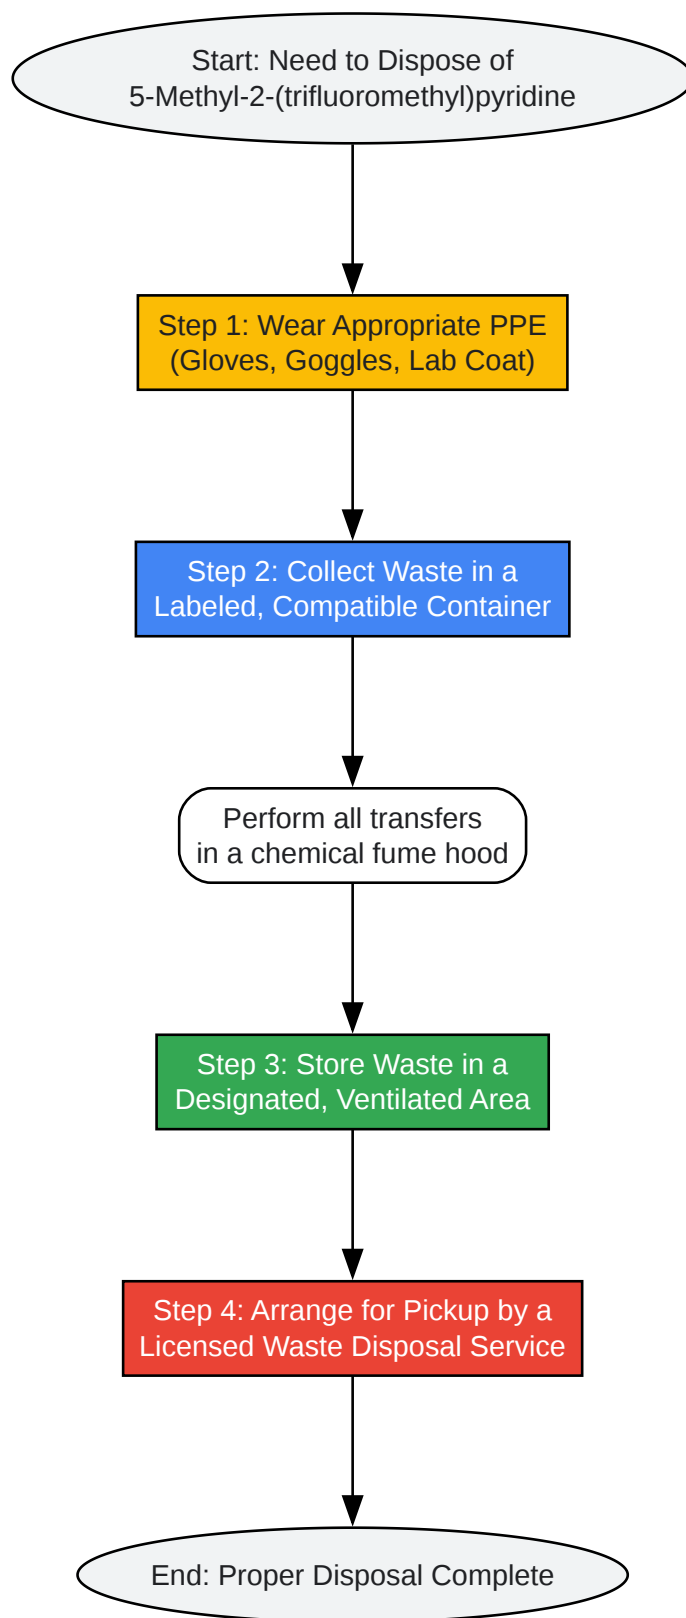 Start: Need to Dispose of
5-Methyl-2-(trifluoromethyl)pyridine
Step 1: Wear Appropriate PPE
(Gloves, Goggles, Lab Coat)
Step 2: Collect Waste in a
Labeled, Compatible Container
Perform all transfers
in a chemical fume hood
Step 3: Store Waste in a
Designated, Ventilated Area
Step 4: Arrange for Pickup by a
Licensed Waste Disposal Service
End: Proper Disposal Complete